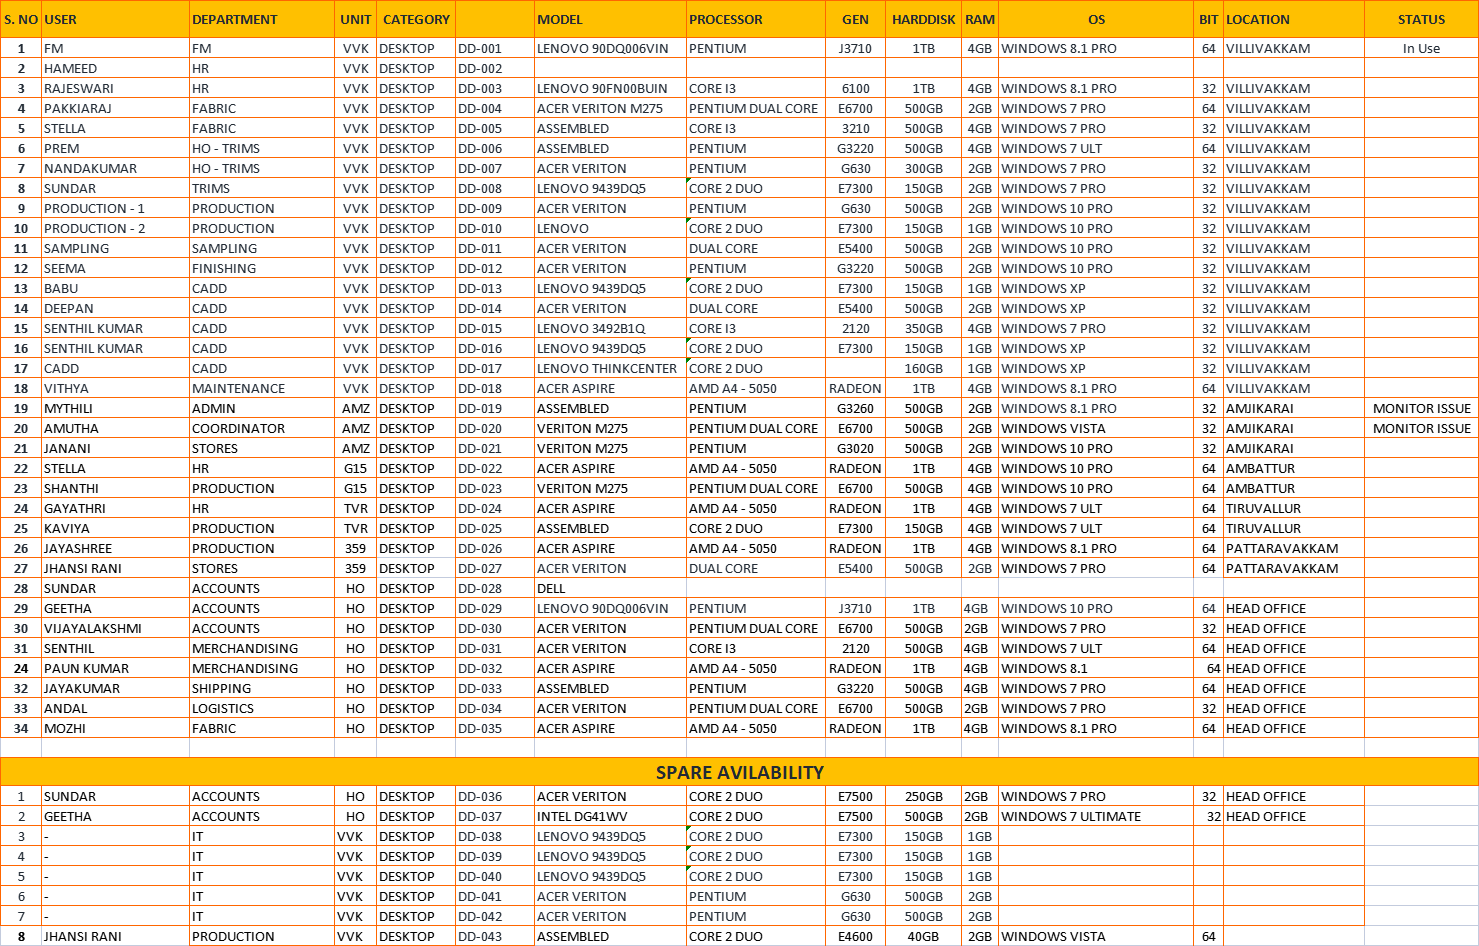 S. NO USER DEPARTMENT UNIT CATEGORY MODEL PROCESSOR GEN HARDDISK RAM OS BIT LOCATION STATUS
1 FM FM VVK DESKTOP DD-001 LENOVO 90DQ006VIN PENTIUM J3710 1TB 4GB WINDOWS 8.1 PRO 64 VILLIVAKKAM In Use
2 HAMEED HR VVK DESKTOP DD-002
3 RAJESWARI HR VVK DESKTOP DD-003 LENOVO 90FN00BUIN CORE I3 6100 1TB 4GB WINDOWS 8.1 PRO 32 VILLIVAKKAM
4 PAKKIARAJ FABRIC VVK DESKTOP DD-004 ACER VERITON M275 PENTIUM DUAL CORE E6700 500GB 2GB WINDOWS 7 PRO 64 VILLIVAKKAM
5 STELLA FABRIC VVK DESKTOP DD-005 ASSEMBLED CORE I3 3210 500GB 4GB WINDOWS 7 PRO 32 VILLIVAKKAM
6 PREM HO - TRIMS VVK DESKTOP DD-006 ASSEMBLED PENTIUM G3220 500GB 4GB WINDOWS 7 ULT 64 VILLIVAKKAM
7 NANDAKUMAR HO - TRIMS VVK DESKTOP DD-007 ACER VERITON PENTIUM G630 300GB 2GB WINDOWS 7 PRO 32 VILLIVAKKAM
8 SUNDAR TRIMS VVK DESKTOP DD-008 LENOVO 9439DQ5 CORE 2 DUO E7300 150GB 2GB WINDOWS 7 PRO 32 VILLIVAKKAM
9 PRODUCTION - 1 PRODUCTION VVK DESKTOP DD-009 ACER VERITON PENTIUM G630 500GB 2GB WINDOWS 10 PRO 32 VILLIVAKKAM
10 PRODUCTION - 2 PRODUCTION VVK DESKTOP DD-010 LENOVO CORE 2 DUO E7300 150GB 1GB WINDOWS 10 PRO 32 VILLIVAKKAM
11 SAMPLING SAMPLING VVK DESKTOP DD-011 ACER VERITON DUAL CORE E5400 500GB 2GB WINDOWS 10 PRO 32 VILLIVAKKAM
12 SEEMA FINISHING VVK DESKTOP DD-012 ACER VERITON PENTIUM G3220 500GB 2GB WINDOWS 10 PRO 32 VILLIVAKKAM
13 BABU CADD VVK DESKTOP DD-013 LENOVO 9439DQ5 CORE 2 DUO E7300 150GB 1GB WINDOWS XP 32 VILLIVAKKAM
14 DEEPAN CADD VVK DESKTOP DD-014 ACER VERITON DUAL CORE E5400 500GB 2GB WINDOWS XP 32 VILLIVAKKAM
15 SENTHIL KUMAR CADD VVK DESKTOP DD-015 LENOVO 3492B1Q CORE I3 2120 350GB 4GB WINDOWS 7 PRO 32 VILLIVAKKAM
16 SENTHIL KUMAR CADD VVK DESKTOP DD-016 LENOVO 9439DQ5 CORE 2 DUO E7300 150GB 1GB WINDOWS XP 32 VILLIVAKKAM
17 CADD CADD VVK DESKTOP DD-017 LENOVO THINKCENTER CORE 2 DUO 160GB 1GB WINDOWS XP 32 VILLIVAKKAM
18 VITHYA MAINTENANCE VVK DESKTOP DD-018 ACER ASPIRE AMD A4 - 5050 RADEON 1TB 4GB WINDOWS 8.1 PRO 64 VILLIVAKKAM
19 MYTHILI ADMIN AMZ DESKTOP DD-019 ASSEMBLED PENTIUM G3260 500GB 2GB WINDOWS 8.1 PRO 32 AMJIKARAI MONITOR ISSUE
20 AMUTHA COORDINATOR AMZ DESKTOP DD-020 VERITON M275 PENTIUM DUAL CORE E6700 500GB 2GB WINDOWS VISTA 32 AMJIKARAI MONITOR ISSUE
21 JANANI STORES AMZ DESKTOP DD-021 VERITON M275 PENTIUM G3020 500GB 2GB WINDOWS 10 PRO 32 AMJIKARAI
22 STELLA HR G15 DESKTOP DD-022 ACER ASPIRE AMD A4 - 5050 RADEON 1TB 4GB WINDOWS 10 PRO 64 AMBATTUR
23 SHANTHI PRODUCTION G15 DESKTOP DD-023 VERITON M275 PENTIUM DUAL CORE E6700 500GB 4GB WINDOWS 10 PRO 64 AMBATTUR
24 GAYATHRI HR TVR DESKTOP DD-024 ACER ASPIRE AMD A4 - 5050 RADEON 1TB 4GB WINDOWS 7 ULT 64 TIRUVALLUR
25 KAVIYA PRODUCTION TVR DESKTOP DD-025 ASSEMBLED CORE 2 DUO E7300 150GB 4GB WINDOWS 7 ULT 64 TIRUVALLUR
26 JAYASHREE PRODUCTION 359 DESKTOP DD-026 ACER ASPIRE AMD A4 - 5050 RADEON 1TB 4GB WINDOWS 8.1 PRO 64 PATTARAVAKKAM
27 JHANSI RANI STORES 359 DESKTOP DD-027 ACER VERITON DUAL CORE E5400 500GB 2GB WINDOWS 7 PRO 64 PATTARAVAKKAM
28 SUNDAR ACCOUNTS HO DESKTOP DD-028 DELL
29 GEETHA ACCOUNTS HO DESKTOP DD-029 LENOVO 90DQ006VIN PENTIUM J3710 1TB 4GB WINDOWS 10 PRO 64 HEAD OFFICE
30 VIJAYALAKSHMI ACCOUNTS HO DESKTOP DD-030 ACER VERITON PENTIUM DUAL CORE E6700 500GB 2GB WINDOWS 7 PRO 32 HEAD OFFICE
31 SENTHIL MERCHANDISING HO DESKTOP DD-031 ACER VERITON CORE I3 2120 500GB 4GB WINDOWS 7 ULT 64 HEAD OFFICE
24 PAUN KUMAR MERCHANDISING HO DESKTOP DD-032 ACER ASPIRE AMD A4 - 5050 RADEON 1TB 4GB WINDOWS 8.1 64 HEAD OFFICE
32 JAYAKUMAR SHIPPING HO DESKTOP DD-033 ASSEMBLED PENTIUM G3220 500GB 4GB WINDOWS 7 PRO 64 HEAD OFFICE
33 ANDAL LOGISTICS HO DESKTOP DD-034 ACER VERITON PENTIUM DUAL CORE E6700 500GB 2GB WINDOWS 7 PRO 32 HEAD OFFICE
34 MOZHI FABRIC HO DESKTOP DD-035 ACER ASPIRE AMD A4 - 5050 RADEON 1TB 4GB WINDOWS 8.1 PRO 64 HEAD OFFICE
SPARE AVILABILITY
1 SUNDAR ACCOUNTS HO DESKTOP DD-036 ACER VERITON CORE 2 DUO E7500 250GB 2GB WINDOWS 7 PRO 32 HEAD OFFICE
2 GEETHA ACCOUNTS HO DESKTOP DD-037 INTEL DG41WV CORE 2 DUO E7500 500GB 2GB WINDOWS 7 ULTIMATE 32 HEAD OFFICE
3 - IT VVK DESKTOP DD-038 LENOVO 9439DQ5 CORE 2 DUO E7300 150GB 1GB
4 - IT VVK DESKTOP DD-039 LENOVO 9439DQ5 CORE 2 DUO E7300 150GB 1GB
5 - IT VVK DESKTOP DD-040 LENOVO 9439DQ5 CORE 2 DUO E7300 150GB 1GB
6 - IT VVK DESKTOP DD-041 ACER VERITON PENTIUM G630 500GB 2GB
7 - IT VVK DESKTOP DD-042 ACER VERITON PENTIUM G630 500GB 2GB
8 JHANSI RANI PRODUCTION VVK DESKTOP DD-043 ASSEMBLED CORE 2 DUO E4600 40GB 2GB WINDOWS VISTA 64